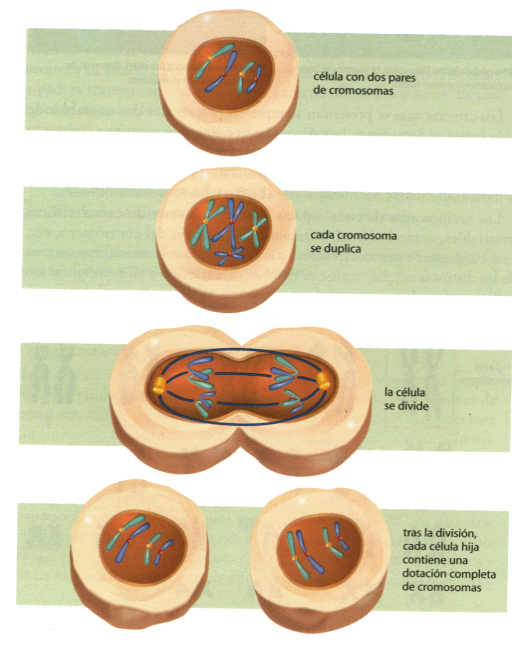 célula con dos pares
de cromosomas
cada cromosoma
se duplica
la célula
se divide
tras la división,
cada célula hija
contiene una
dotación completa
de cromosomas